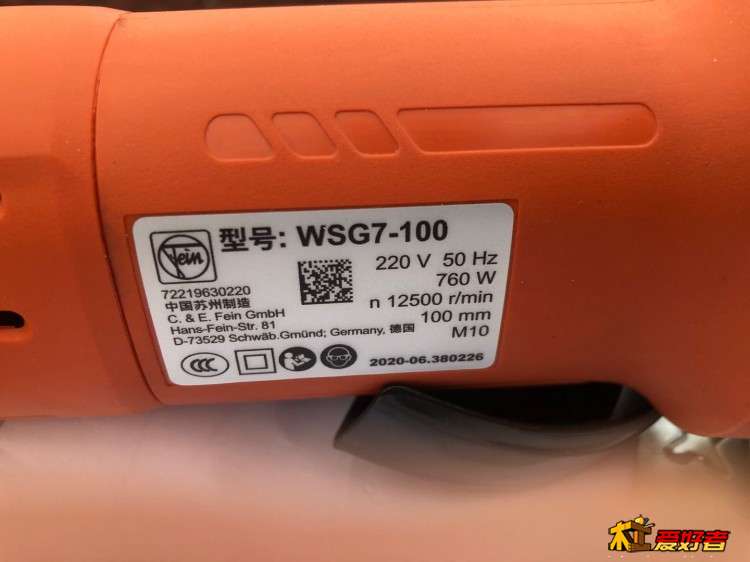 Fein
型号: WSG7-100
220 V 50 Hz
760 W
n 12500 r/min
100 mm
M10
72219630220
中国苏州制造
C. & E. Fein GmbH
Hans-Fein-Str. 81
D-73529 Schwäb.Gmünd; Germany, 德国
CCC
2020-06.380226
木工爱好者